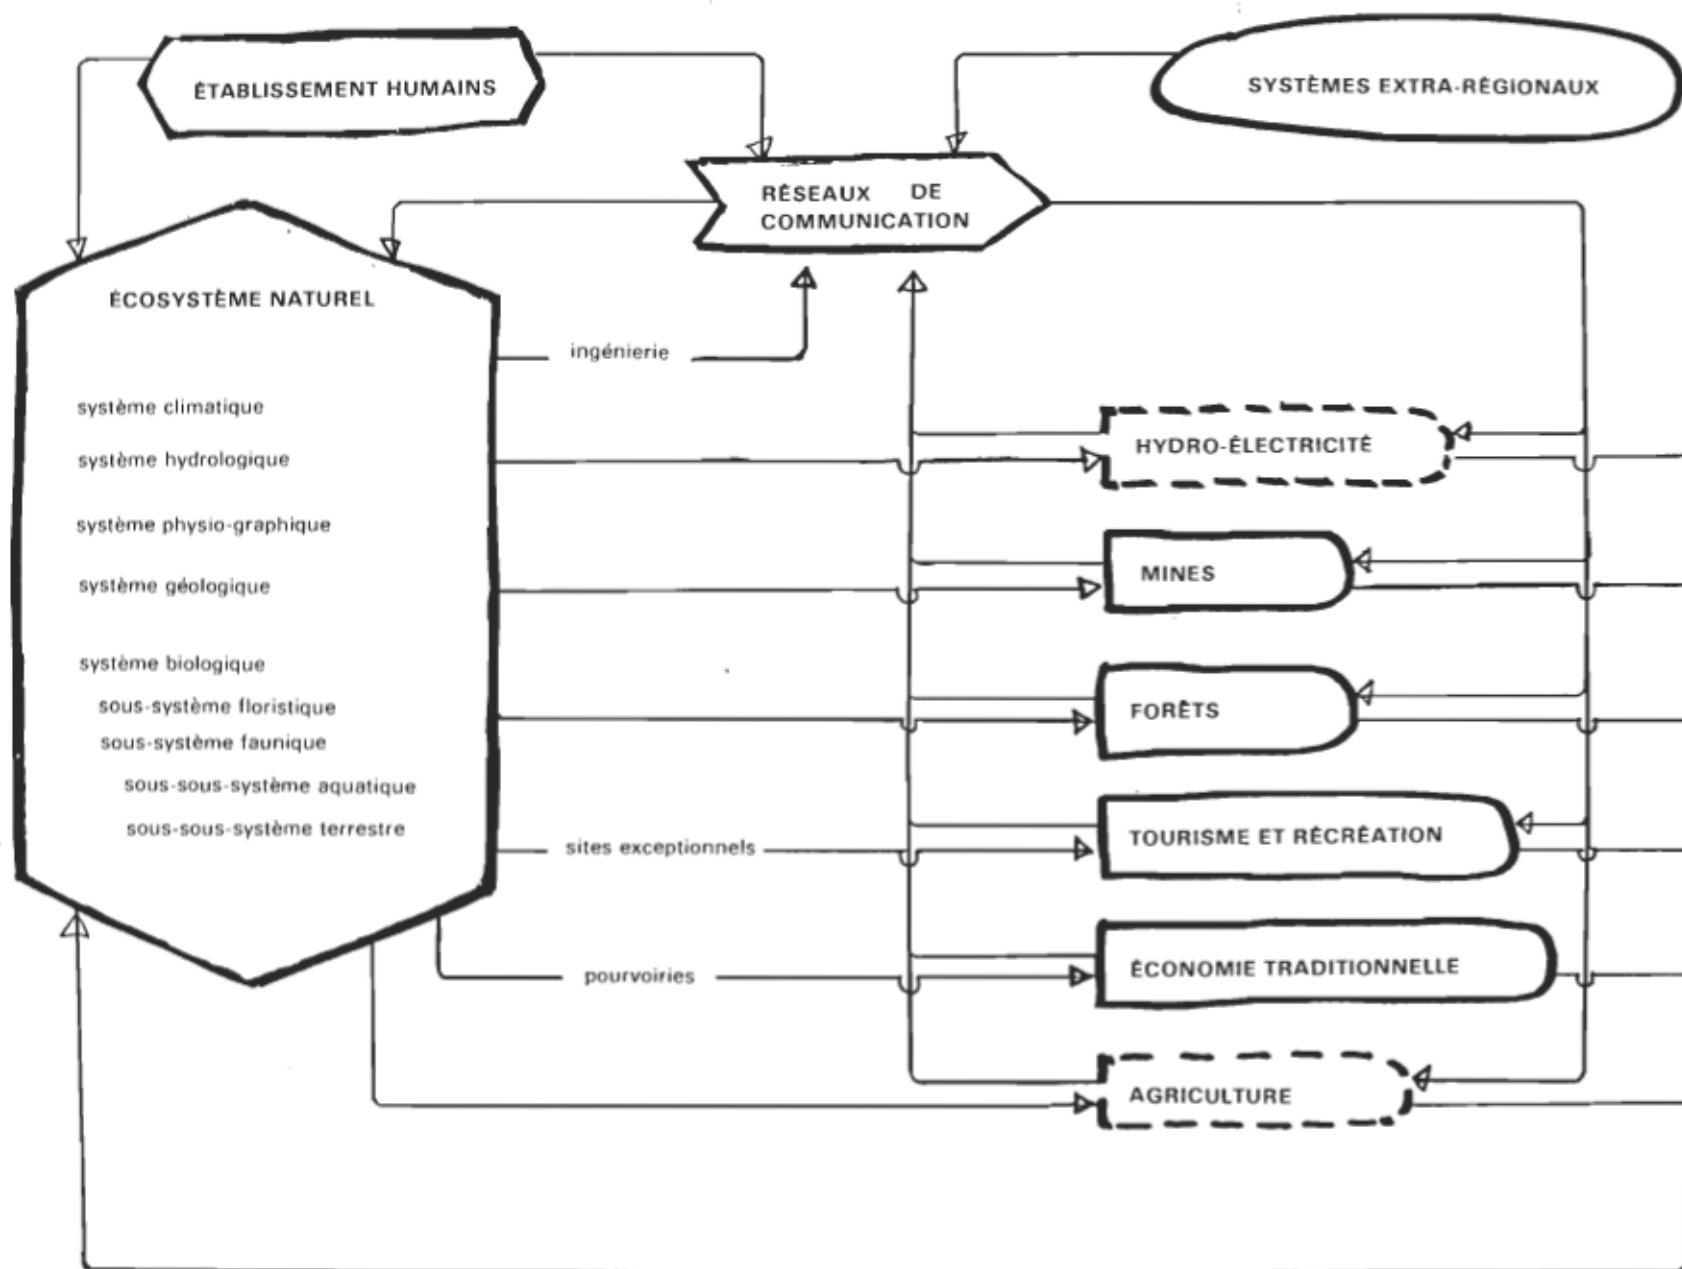 ÉTABLISSEMENT HUMAINS
SYSTÈMES EXTRA-RÉGIONAUX
RÉSEAUX DE
COMMUNICATION
ÉCOSYSTÈME NATUREL
ingénierie
système climatique
système hydrologique
système physio-graphique
système géologique
système biologique
sous-système floristique
sous-système faunique
sous-sous-système aquatique
sous-sous-système terrestre
sites exceptionnels
pourvoiries
HYDRO-ÉLECTRICITÉ
MINES
FORÊTS
TOURISME ET RÉCRÉATION
ÉCONOMIE TRADITIONNELLE
AGRICULTURE